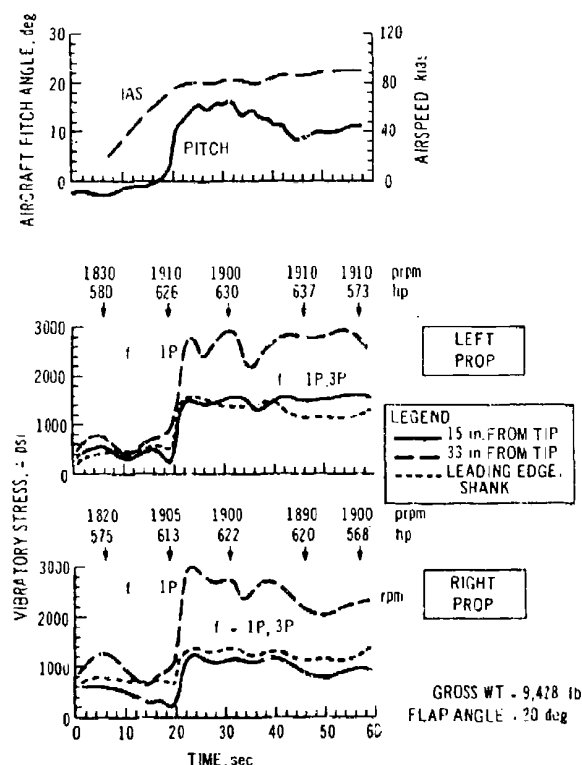 AIRCRAFT PITCH ANGLE, deg
30
20
10
0
IAS
PITCH
120
80
40
0
AIRSPEED kias
1830 1910 1900 1910 1910 prpm
580 626 630 637 573 hp
3000
2000
1000
0
f 1P
f 1P,3P
LEFT
PROP
LEGEND
15 in. FROM TIP
33 in FROM TIP
LEADING EDGE,
SHANK
VIBRATORY STRESS, ± psi
1820 1905 1900 1890 1900 prpm
575 613 622 620 568 hp
3000
2000
1000
0
f 1P
f - 1P, 3P
rpm
RIGHT
PROP
0 10 20 30 40 50 60
TIME, sec
GROSS WT - 9,428 lb
FLAP ANGLE - 20 deg